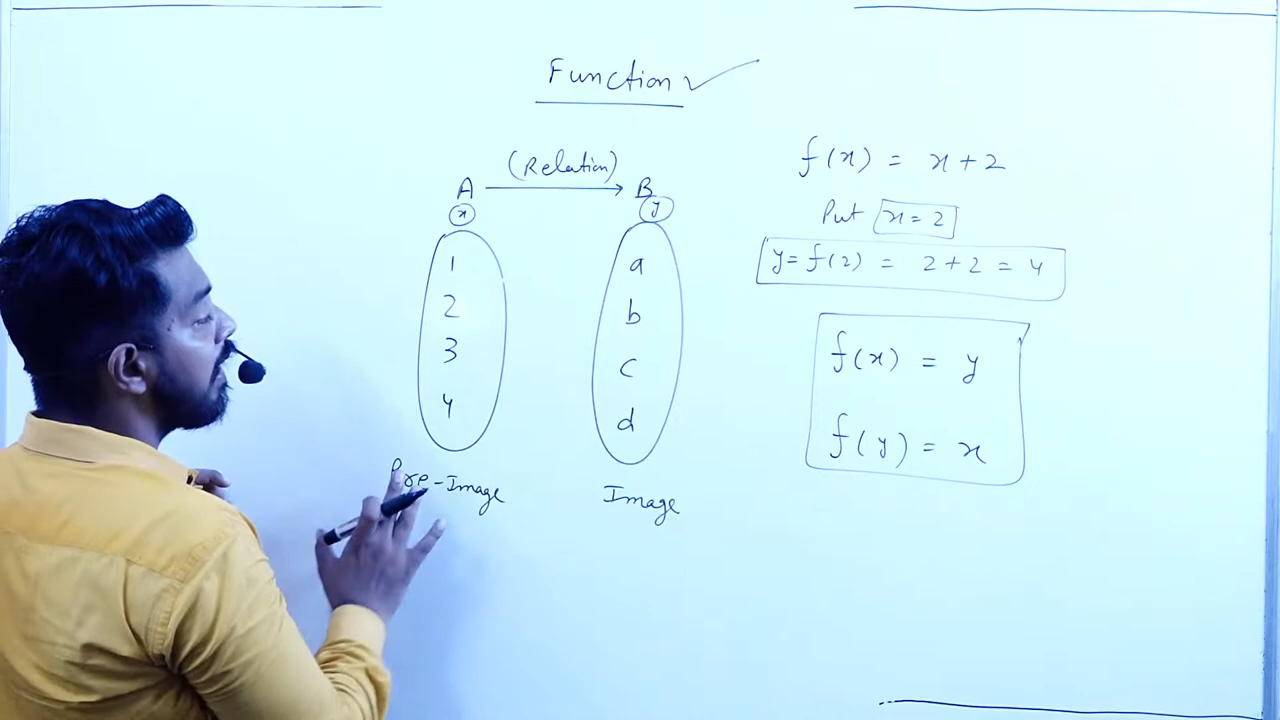 Function ✓
(Relation)
A → B
x y
1 a
2 b
3 c
4 d
Pre-Image Image
f(x) = x+2
Put x=2
y= f(2) = 2+2 = 4
f(x) = y
f(y) = x